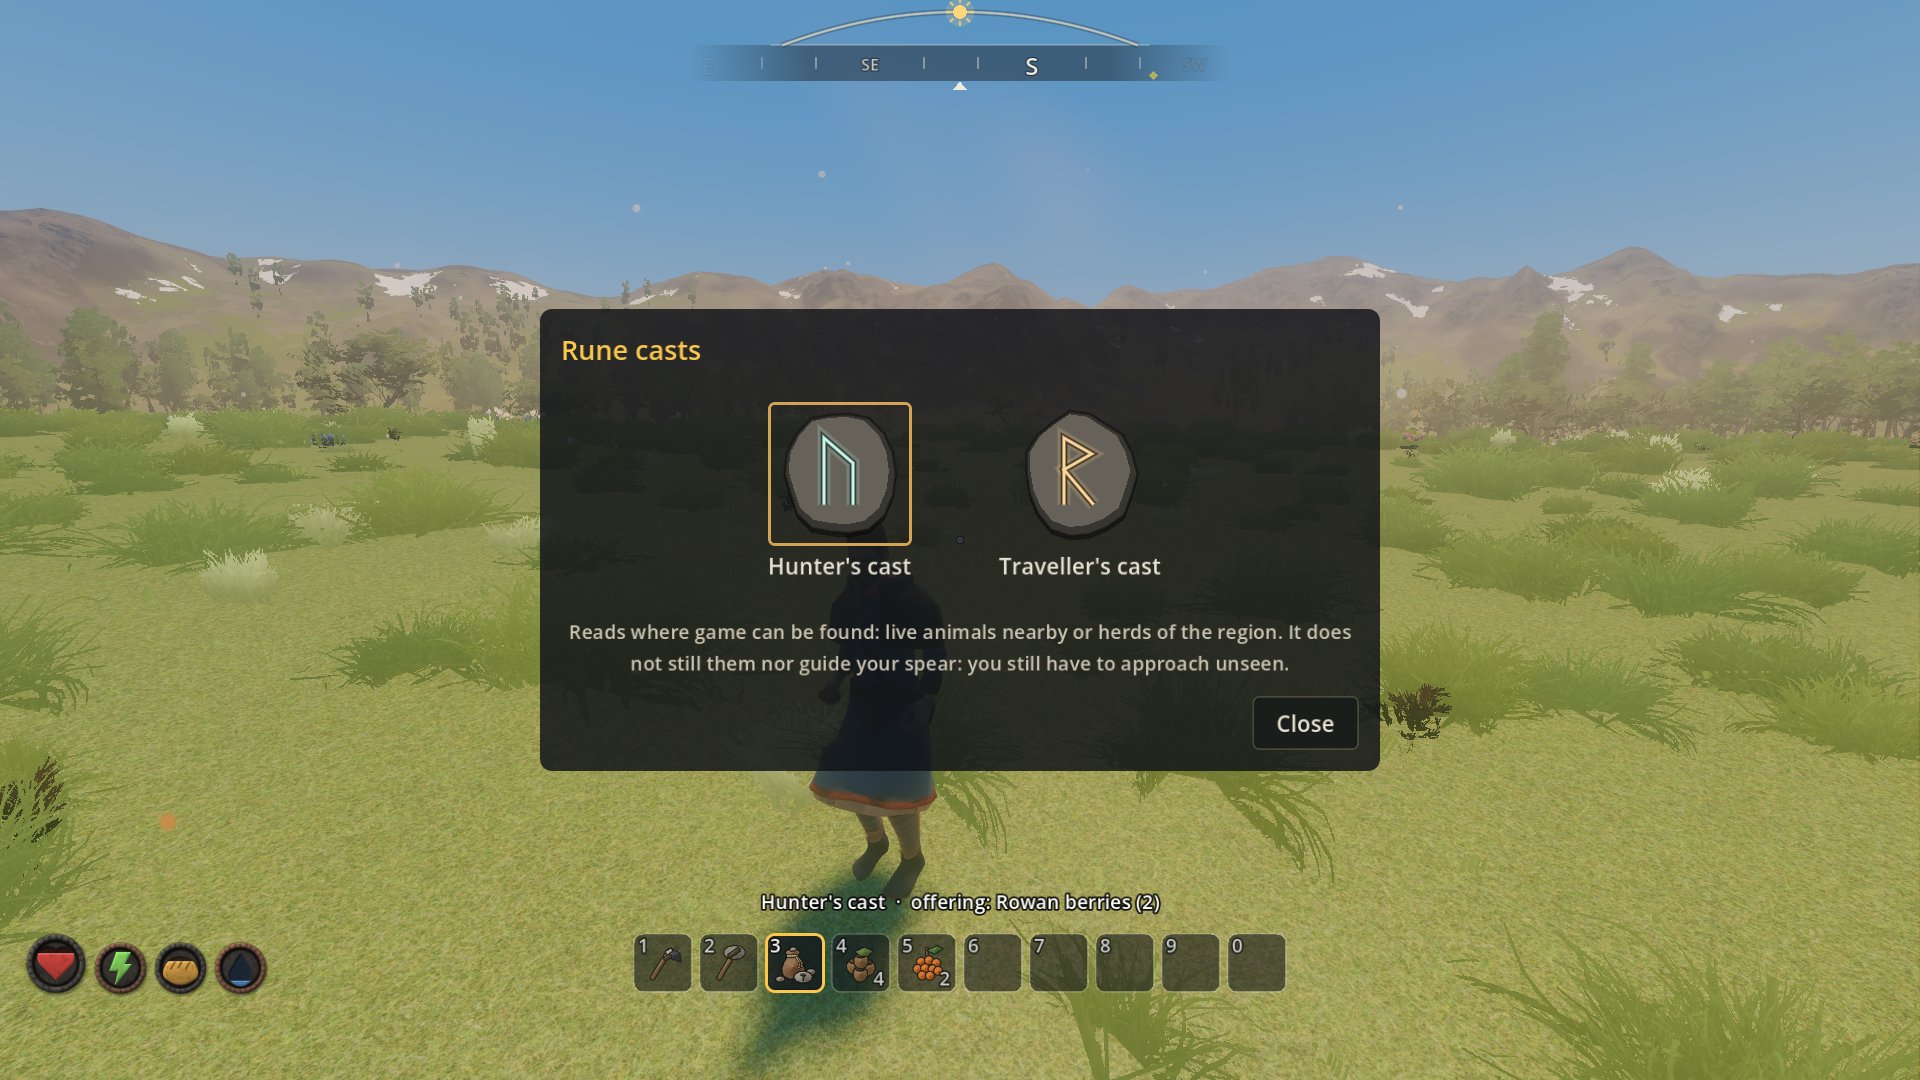 E SE S SW
Rune casts
Hunter's cast Traveller's cast
Reads where game can be found: live animals nearby or herds of the region. It does
not still them nor guide your spear: you still have to approach unseen.
Close
Hunter's cast · offering: Rowan berries (2)
1 2 3 4 5 6 7 8 9 0
4 2